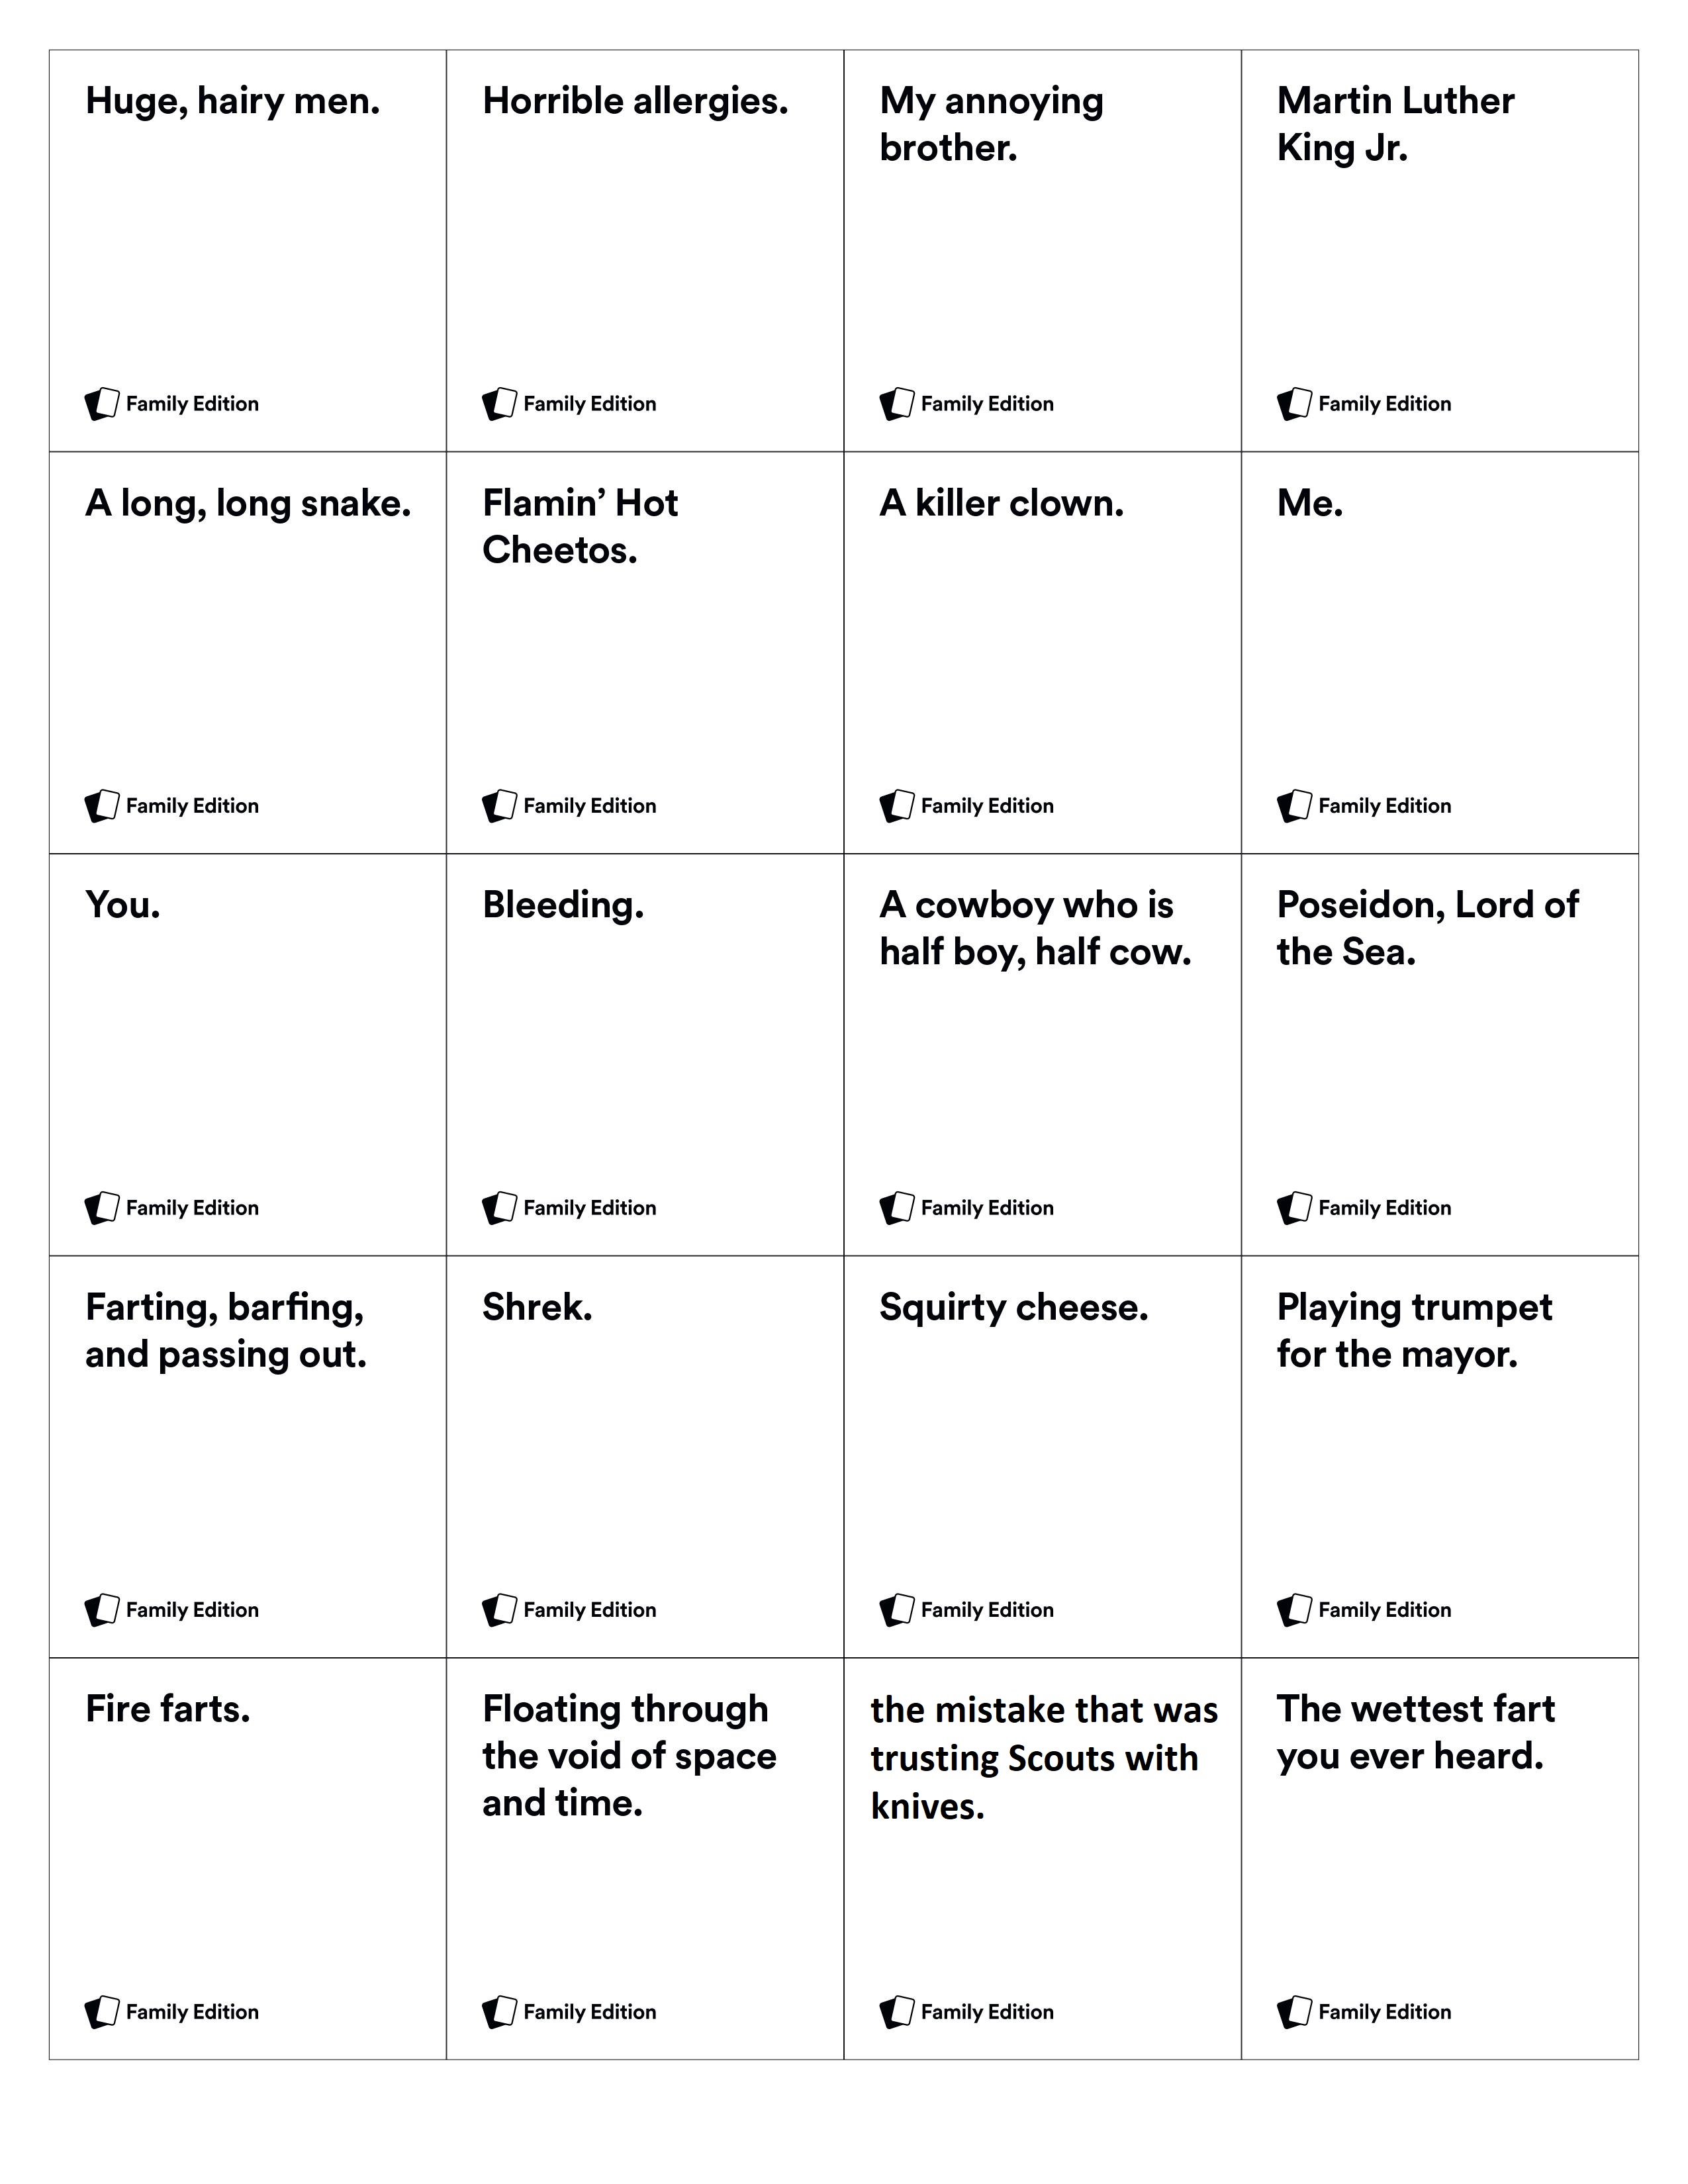 Huge, hairy men.
Family Edition
Horrible allergies.
Family Edition
My annoying
brother.
Family Edition
Martin Luther
King Jr.
Family Edition
A long, long snake.
Family Edition
Flamin’ Hot
Cheetos.
Family Edition
A killer clown.
Family Edition
Me.
Family Edition
You.
Family Edition
Bleeding.
Family Edition
A cowboy who is
half boy, half cow.
Family Edition
Poseidon, Lord of
the Sea.
Family Edition
Farting, barfing,
and passing out.
Family Edition
Shrek.
Family Edition
Squirty cheese.
Family Edition
Playing trumpet
for the mayor.
Family Edition
Fire farts.
Family Edition
Floating through
the void of space
and time.
Family Edition
the mistake that was
trusting Scouts with
knives.
Family Edition
The wettest fart
you ever heard.
Family Edition